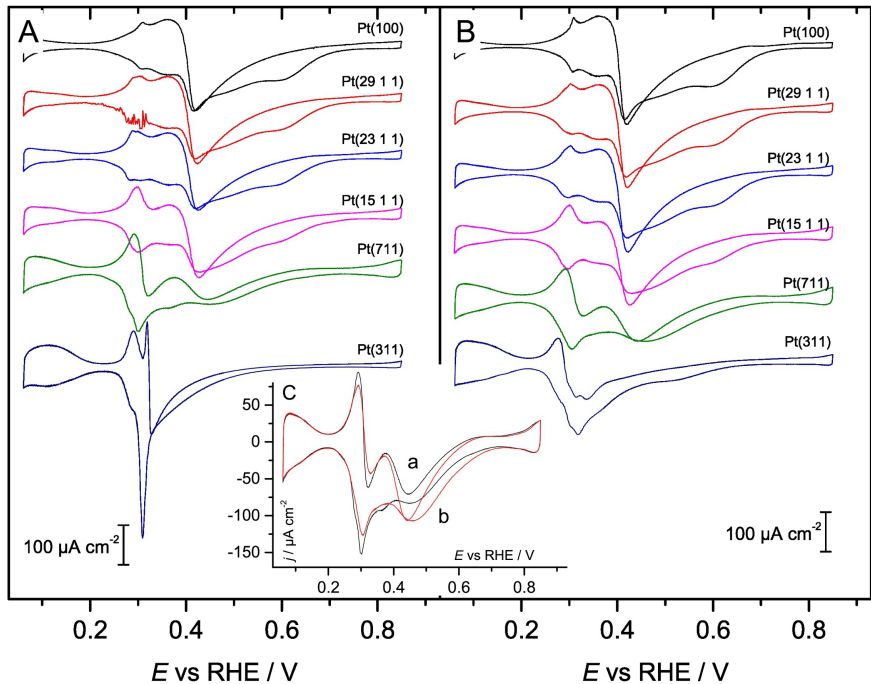 A
Pt(100)
Pt(29 1 1)
Pt(23 1 1)
Pt(15 1 1)
Pt(711)
Pt(311)
100 µA cm⁻²
B
Pt(100)
Pt(29 1 1)
Pt(23 1 1)
Pt(15 1 1)
Pt(711)
Pt(311)
100 µA cm⁻²
C
50
0
-50
-100
-150
j / µA cm⁻²
a
b
E vs RHE / V
0.2 0.4 0.6 0.8
0.2 0.4 0.6 0.8
0.2 0.4 0.6 0.8
E vs RHE / V
E vs RHE / V